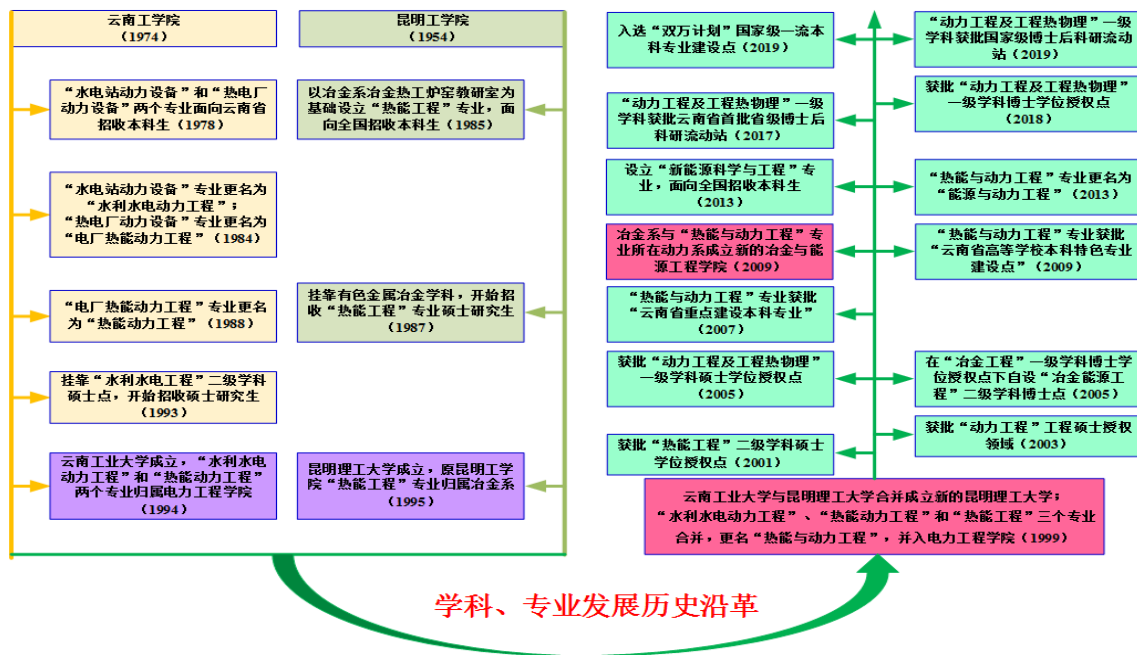 云南工学院
（1974）
昆明工学院
（1954）
“水电站动力设备”和“热电厂
动力设备”两个专业面向云南省
招收本科生（1978）
以冶金系冶金热工炉窑教研室为
基础设立“热能工程”专业，面
向全国招收本科生（1985）
“水电站动力设备”专业更名为
“水利水电动力工程”；
“热电厂动力设备”专业更名为
“电厂热能动力工程”（1984）
“电厂热能动力工程”专业更名
为“热能动力工程”（1988）
挂靠有色金属冶金学科，开始招
收“热能工程”专业硕士研究生
（1987）
挂靠“水利水电工程”二级学科
硕士点，开始招收硕士研究生
（1993）
云南工业大学成立，“水利水电
动力工程”和“热能动力工程”
两个专业归属电力工程学院
（1994）
昆明理工大学成立，原昆明工学
院“热能工程”专业归属冶金系
（1995）
入选“双万计划”国家级一流本
科专业建设点（2019）
“动力工程及工程热物理”一级
学科获批国家级博士后科研流动
站（2019）
“动力工程及工程热物理”一级
学科获批云南省首批省级博士后
科研流动站（2017）
获批“动力工程及工程热物理”
一级学科博士学位授权点
（2018）
设立“新能源科学与工程”专
业，面向全国招收本科生
（2013）
“热能与动力工程”专业更名为
“能源与动力工程”（2013）
冶金系与“热能与动力工程”专
业所在动力系成立新的冶金与能
源工程学院（2009）
“热能与动力工程”专业获批
“云南省高等学校本科特色专业
建设点”（2009）
“热能与动力工程”专业获批
“云南省重点建设本科专业”
（2007）
获批“动力工程及工程热物理”
一级学科硕士学位授权点
（2005）
在“冶金工程”一级学科博士学
位授权点下自设“冶金能源工
程”二级学科博士点（2005）
获批“动力工程”工程硕士授权
领域（2003）
获批“热能工程”二级学科硕士
学位授权点（2001）
云南工业大学与昆明理工大学合并成立新的昆明理工大学；
“水利水电动力工程”、“热能动力工程”和“热能工程”三个专业
合并，更名“热能与动力工程”，并入电力工程学院（1999）
学科、专业发展历史沿革